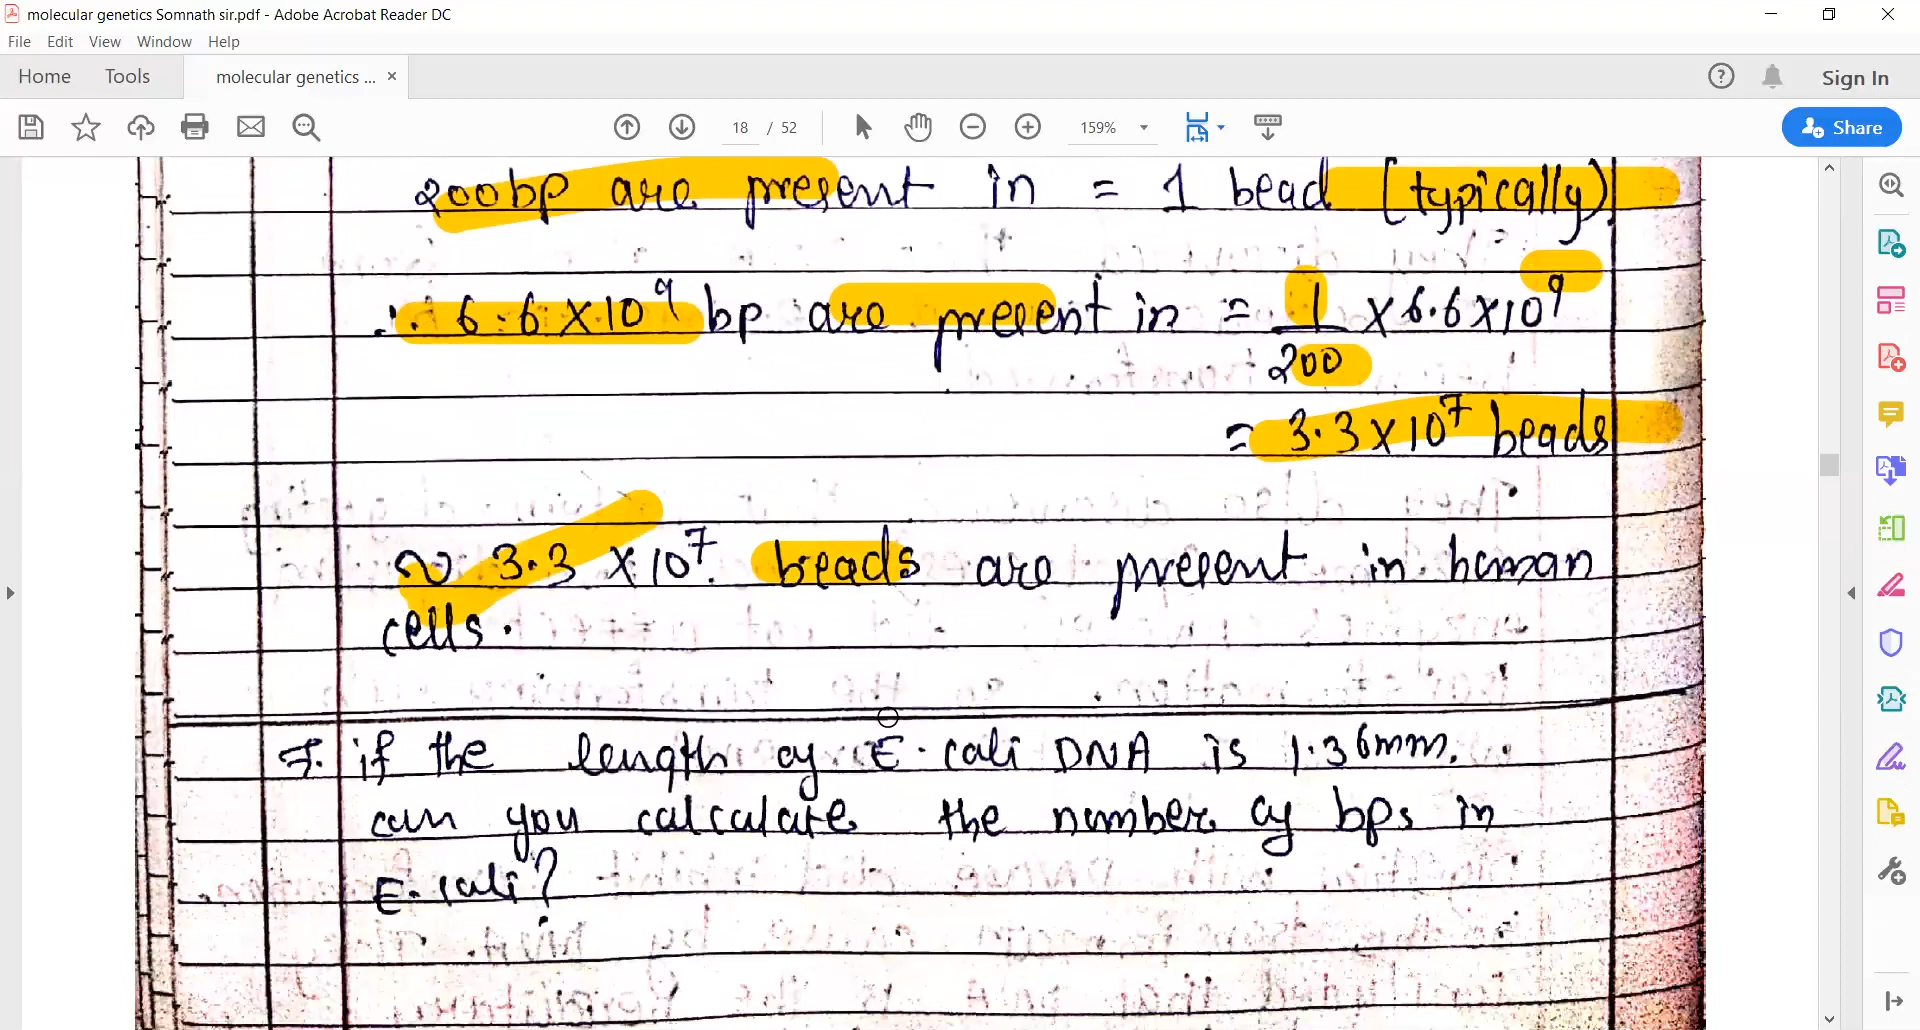 molecular genetics Somnath sir.pdf - Adobe Acrobat Reader DC
File Edit View Window Help
Home Tools molecular genetics ... × Sign In
18 / 52 159% Share
200bp are present in = 1 bead (typically)
∴ 6.6×10⁹ bp are present in = 1/200 × 6.6×10⁹
= 3.3×10⁷ beads
∾ 3.3 ×10⁷ beads are present in human
cells.
7. if the length of E. coli DNA is 1.36mm.
can you calculate the number of bps in
E. coli?